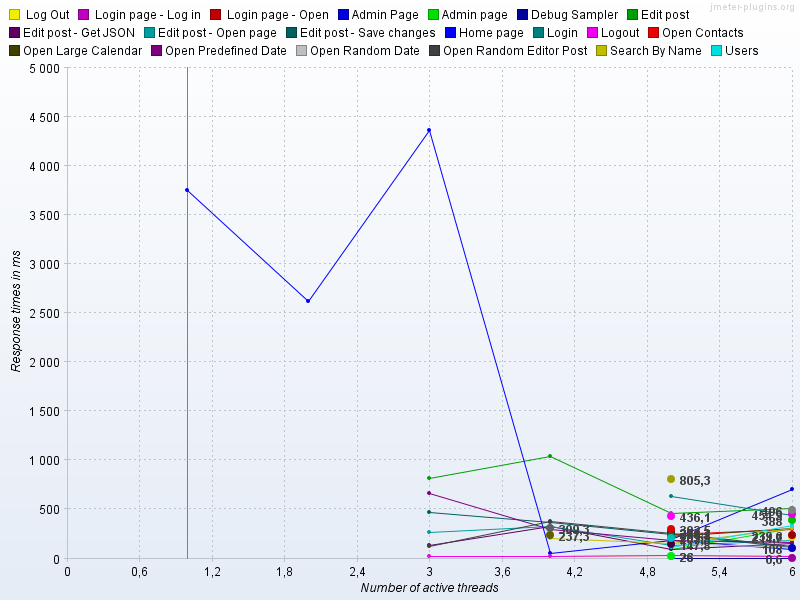 jmeter-plugins.org
Log Out Login page - Log in Login page - Open Admin Page Admin page Debug Sampler Edit post
Edit post - Get JSON Edit post - Open page Edit post - Save changes Home page Login Logout Open Contacts
Open Large Calendar Open Predefined Date Open Random Date Open Random Editor Post Search By Name Users
5 000
4 500
4 000
3 500
3 000
2 500
2 000
1 500
1 000
500
0
Response times in ms
805,3
436,1
237,3
26
388
108
0,6
0 0,6 1,2 1,8 2,4 3 3,6 4,2 4,8 5,4 6
Number of active threads